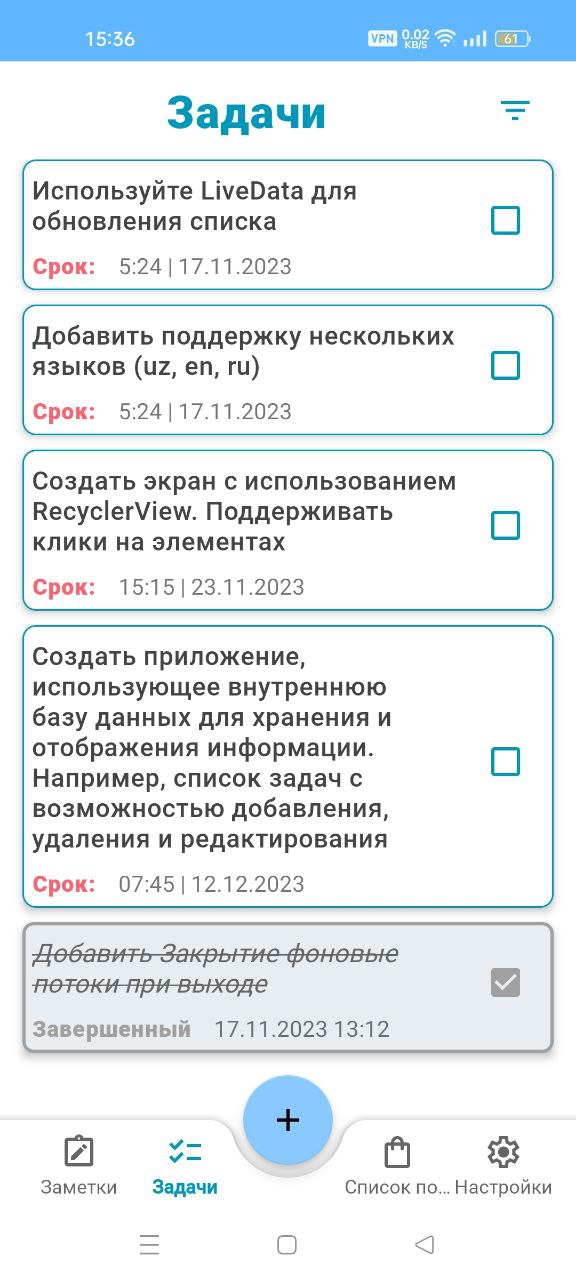 15:36
VPN 0.02 KB/S 61
Задачи
Используйте LiveData для
обновления списка
Срок: 5:24 | 17.11.2023
Добавить поддержку нескольких
языков (uz, en, ru)
Срок: 5:24 | 17.11.2023
Создать экран с использованием
RecyclerView. Поддерживать
клики на элементах
Срок: 15:15 | 23.11.2023
Создать приложение,
использующее внутреннюю
базу данных для хранения и
отображения информации.
Например, список задач с
возможностью добавления,
удаления и редактирования
Срок: 07:45 | 12.12.2023
Добавить Закрытие фоновые
потоки при выходе
Завершенный 17.11.2023 13:12
+
Заметки Задачи Список по... Настройки